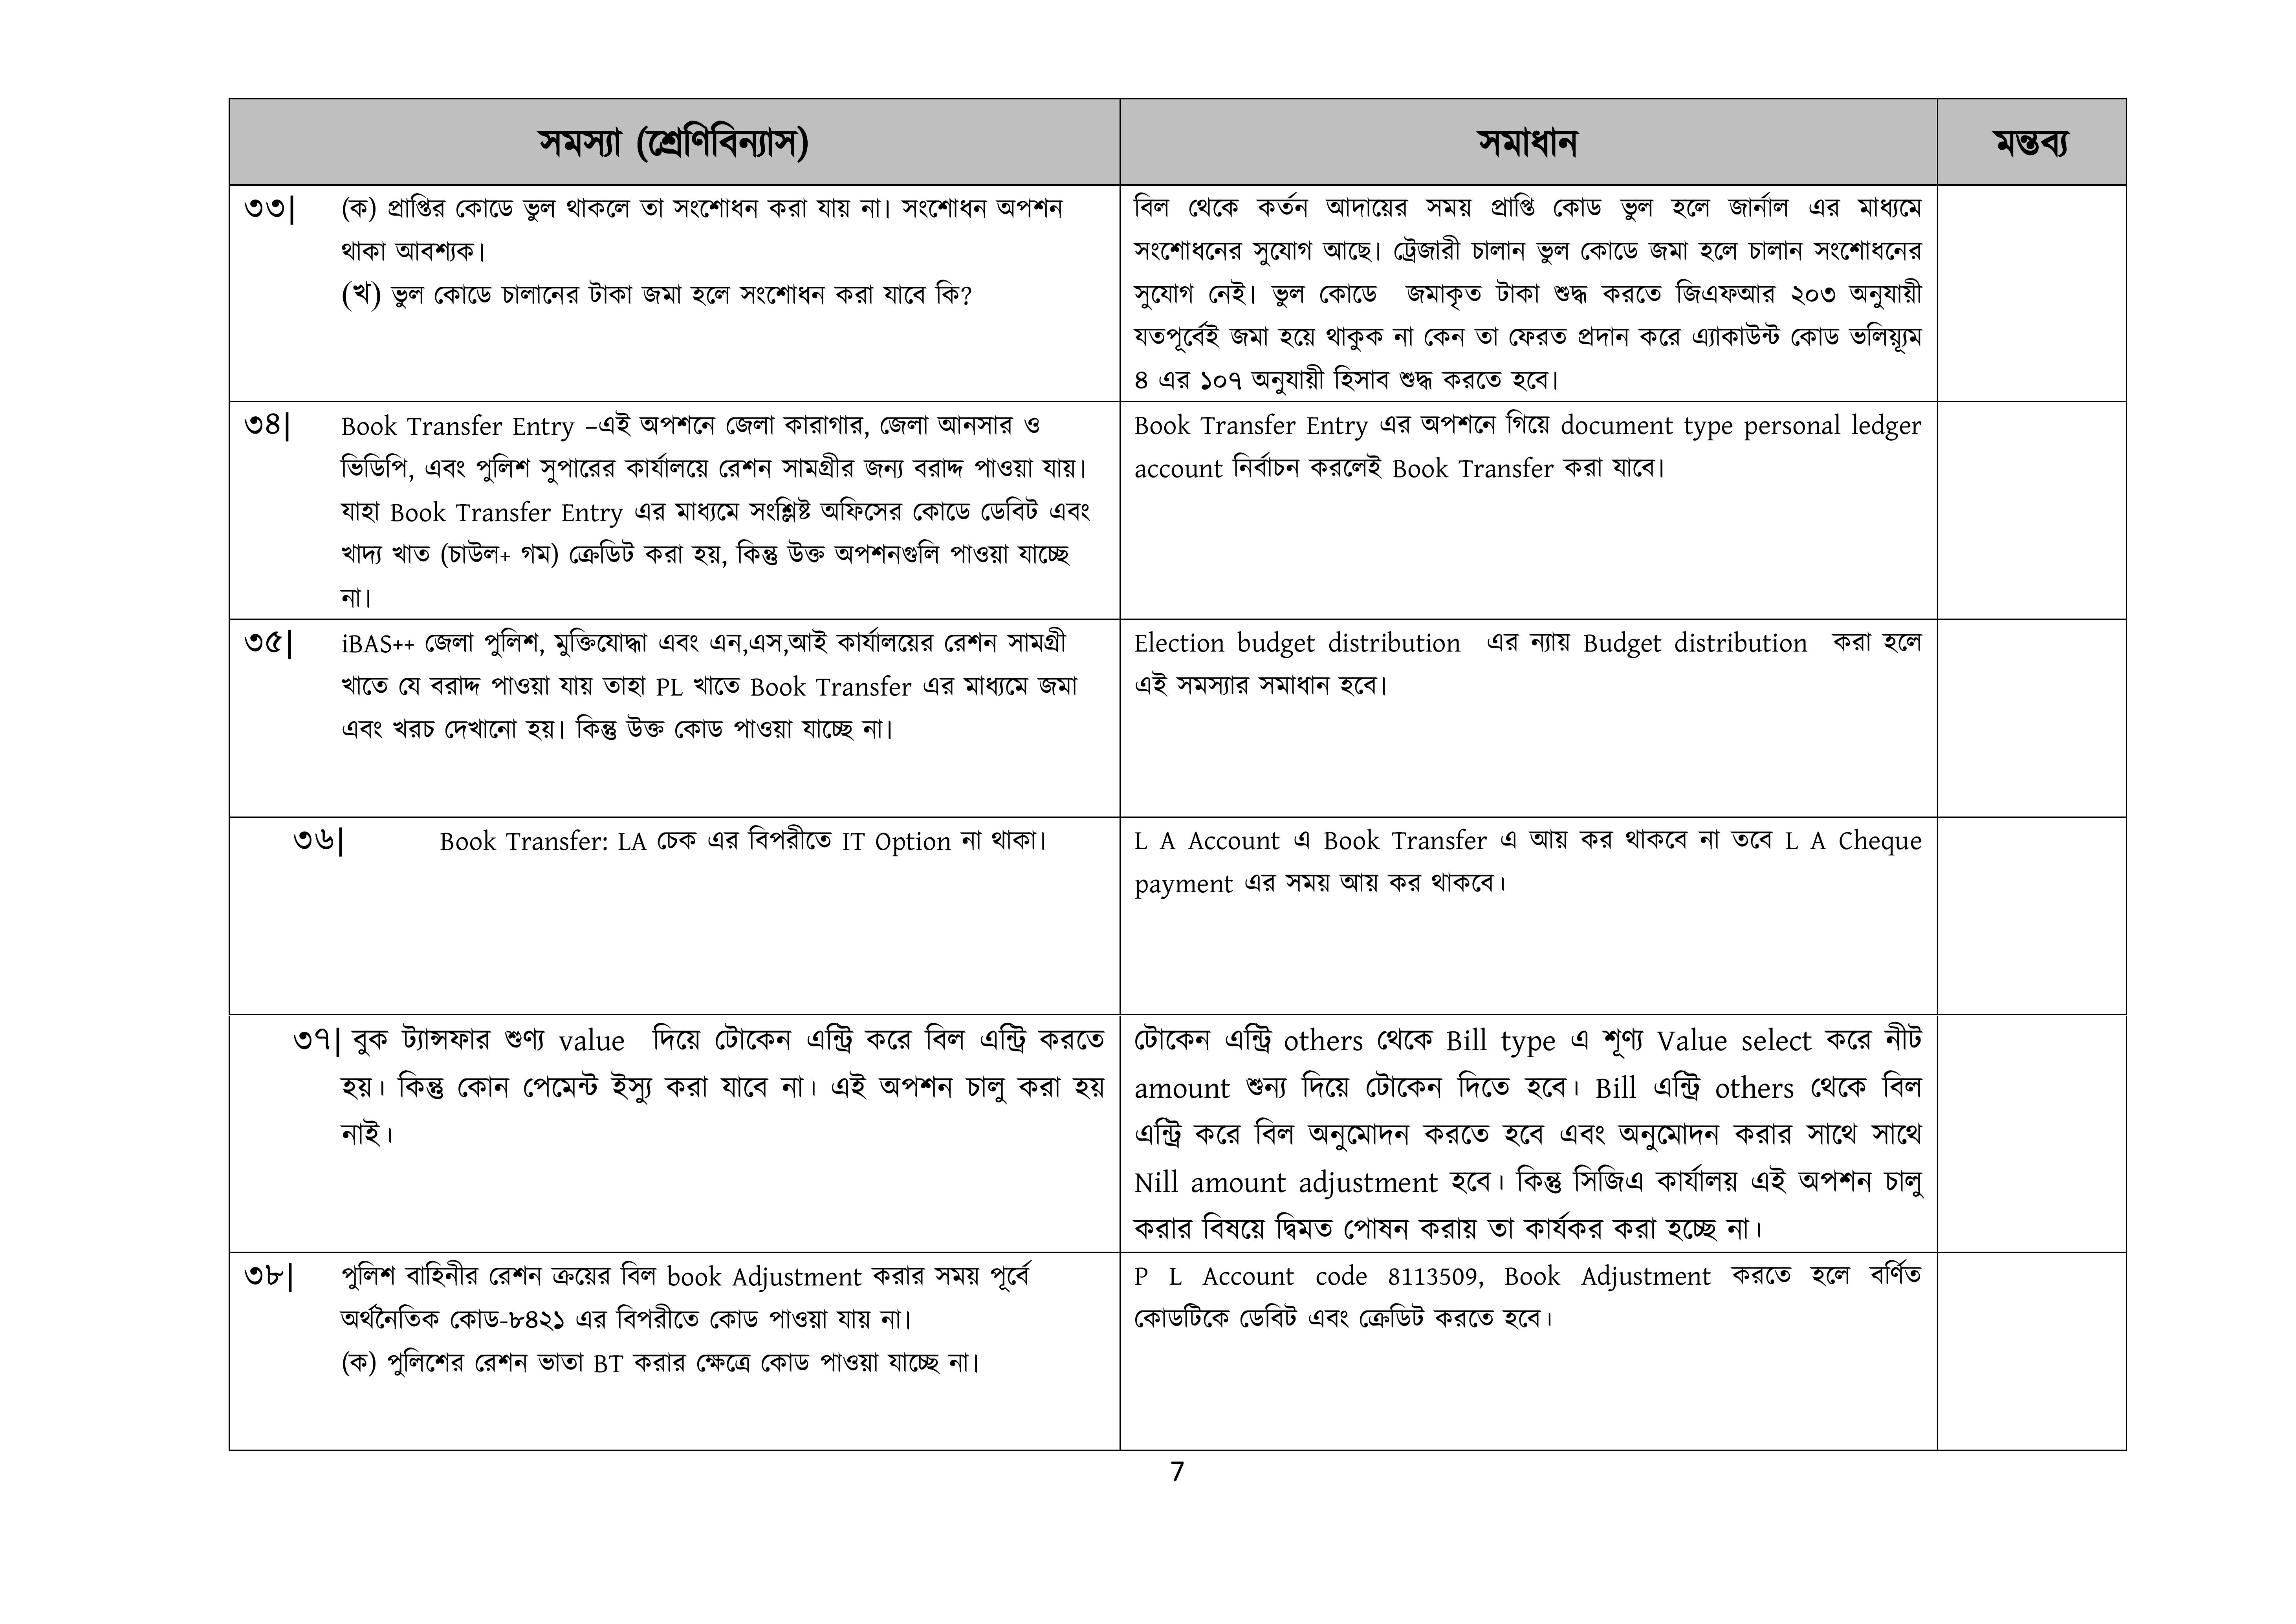 সমস্যা (শ্রেণিবিন্যাস)
সমাধান
মন্তব্য
৩৩| (ক) প্রাপ্তির কোডে ভুল থাকলে তা সংশোধন করা যায় না। সংশোধন অপশন
থাকা আবশ্যক।
(খ) ভুল কোডে চালানের টাকা জমা হলে সংশোধন করা যাবে কি?
বিল থেকে কর্তন আদায়ের সময় প্রাপ্তি কোড ভুল হলে জার্নাল এর মাধ্যমে
সংশোধনের সুযোগ আছে। ট্রেজারী চালান ভুল কোডে জমা হলে চালান সংশোধনের
সুযোগ নেই। ভুল কোডে জমাকৃত টাকা শুদ্ধ করতে জিএফআর ২০৩ অনুযায়ী
যতপূর্বেই জমা হয়ে থাকুক না কেন তা ফেরত প্রদান করে এ্যাকাউন্ট কোড ভলিয়্যূম
৪ এর ১০৭ অনুযায়ী হিসাব শুদ্ধ করতে হবে।
৩৪| Book Transfer Entry –এই অপশনে জেলা কারাগার, জেলা আনসার ও
ভিডিপি, এবং পুলিশ সুপারের কার্যালয়ে রেশন সামগ্রীর জন্য বরাদ্দ পাওয়া যায়।
যাহা Book Transfer Entry এর মাধ্যমে সংশ্লিষ্ট অফিসের কোডে ডেবিট এবং
খাদ্য খাত (চাউল+ গম) ক্রেডিট করা হয়, কিন্তু উক্ত অপশনগুলি পাওয়া যাচ্ছে
না।
Book Transfer Entry এর অপশনে গিয়ে document type personal ledger
account নির্বাচন করলেই Book Transfer করা যাবে।
৩৫| iBAS++ জেলা পুলিশ, মুক্তিযোদ্ধা এবং এন,এস,আই কার্যালয়ের রেশন সামগ্রী
খাতে যে বরাদ্দ পাওয়া যায় তাহা PL খাতে Book Transfer এর মাধ্যমে জমা
এবং খরচ দেখানো হয়। কিন্তু উক্ত কোড পাওয়া যাচ্ছে না।
Election budget distribution এর ন্যায় Budget distribution করা হলে
এই সমস্যার সমাধান হবে।
৩৬| Book Transfer: LA চেক এর বিপরীতে IT Option না থাকা।
L A Account এ Book Transfer এ আয় কর থাকবে না তবে L A Cheque
payment এর সময় আয় কর থাকবে।
৩৭| বুক ট্যান্সফার শুণ্য value দিয়ে টোকেন এন্ট্রি করে বিল এন্ট্রি করতে
হয়। কিন্তু কোন পেমেন্ট ইস্যু করা যাবে না। এই অপশন চালু করা হয়
নাই।
টোকেন এন্ট্রি others থেকে Bill type এ শূণ্য Value select করে নীট
amount শুন্য দিয়ে টোকেন দিতে হবে। Bill এন্ট্রি others থেকে বিল
এন্ট্রি করে বিল অনুমোদন করতে হবে এবং অনুমোদন করার সাথে সাথে
Nill amount adjustment হবে। কিন্তু সিজিএ কার্যালয় এই অপশন চালু
করার বিষয়ে দ্বিমত পোষন করায় তা কার্যকর করা হচ্ছে না।
৩৮| পুলিশ বাহিনীর রেশন ক্রয়ের বিল book Adjustment করার সময় পূর্বে
অর্থনৈতিক কোড-৮৪২১ এর বিপরীতে কোড পাওয়া যায় না।
(ক) পুলিশের রেশন ভাতা BT করার ক্ষেত্রে কোড পাওয়া যাচ্ছে না।
P L Account code 8113509, Book Adjustment করতে হলে বর্ণিত
কোডটিকে ডেবিট এবং ক্রেডিট করতে হবে।
7